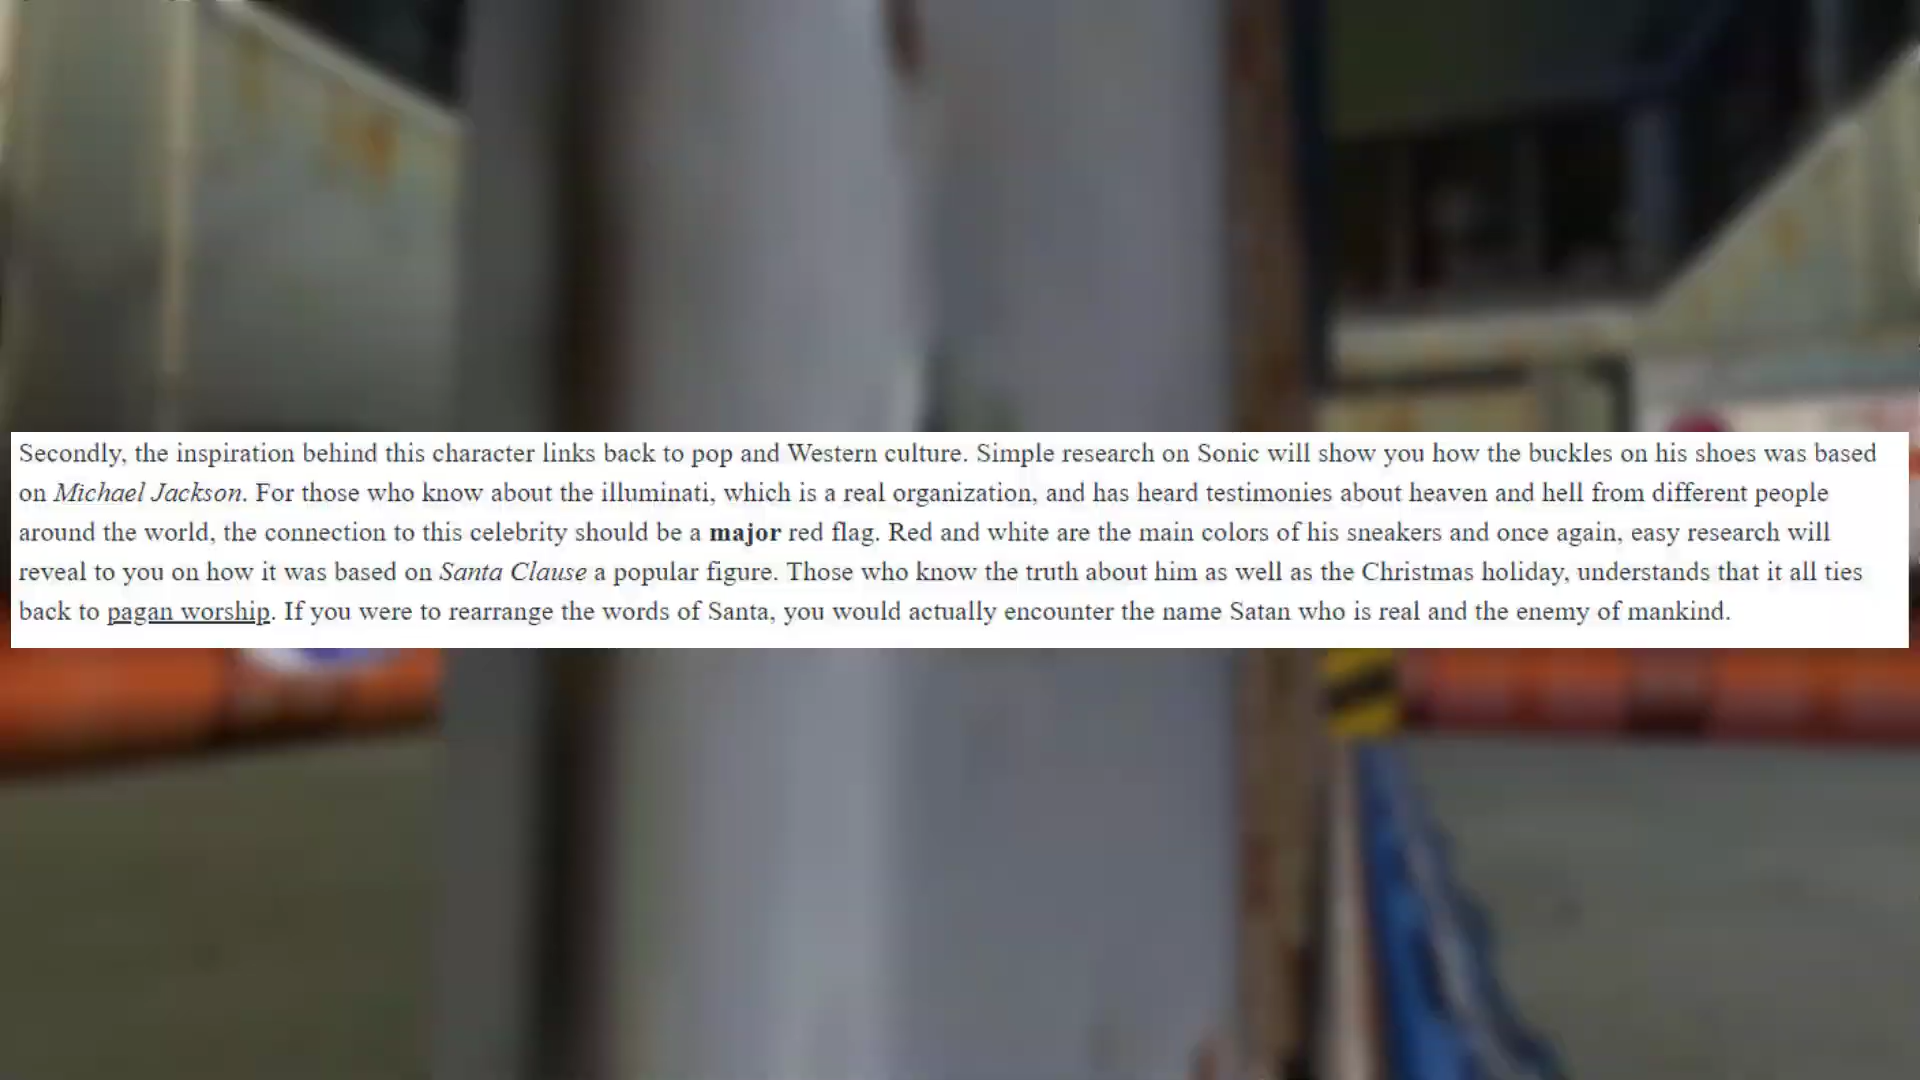 Secondly, the inspiration behind this character links back to pop and Western culture. Simple research on Sonic will show you how the buckles on his shoes was based
on Michael Jackson. For those who know about the illuminati, which is a real organization, and has heard testimonies about heaven and hell from different people
around the world, the connection to this celebrity should be a major red flag. Red and white are the main colors of his sneakers and once again, easy research will
reveal to you on how it was based on Santa Clause a popular figure. Those who know the truth about him as well as the Christmas holiday, understands that it all ties
back to pagan worship. If you were to rearrange the words of Santa, you would actually encounter the name Satan who is real and the enemy of mankind.